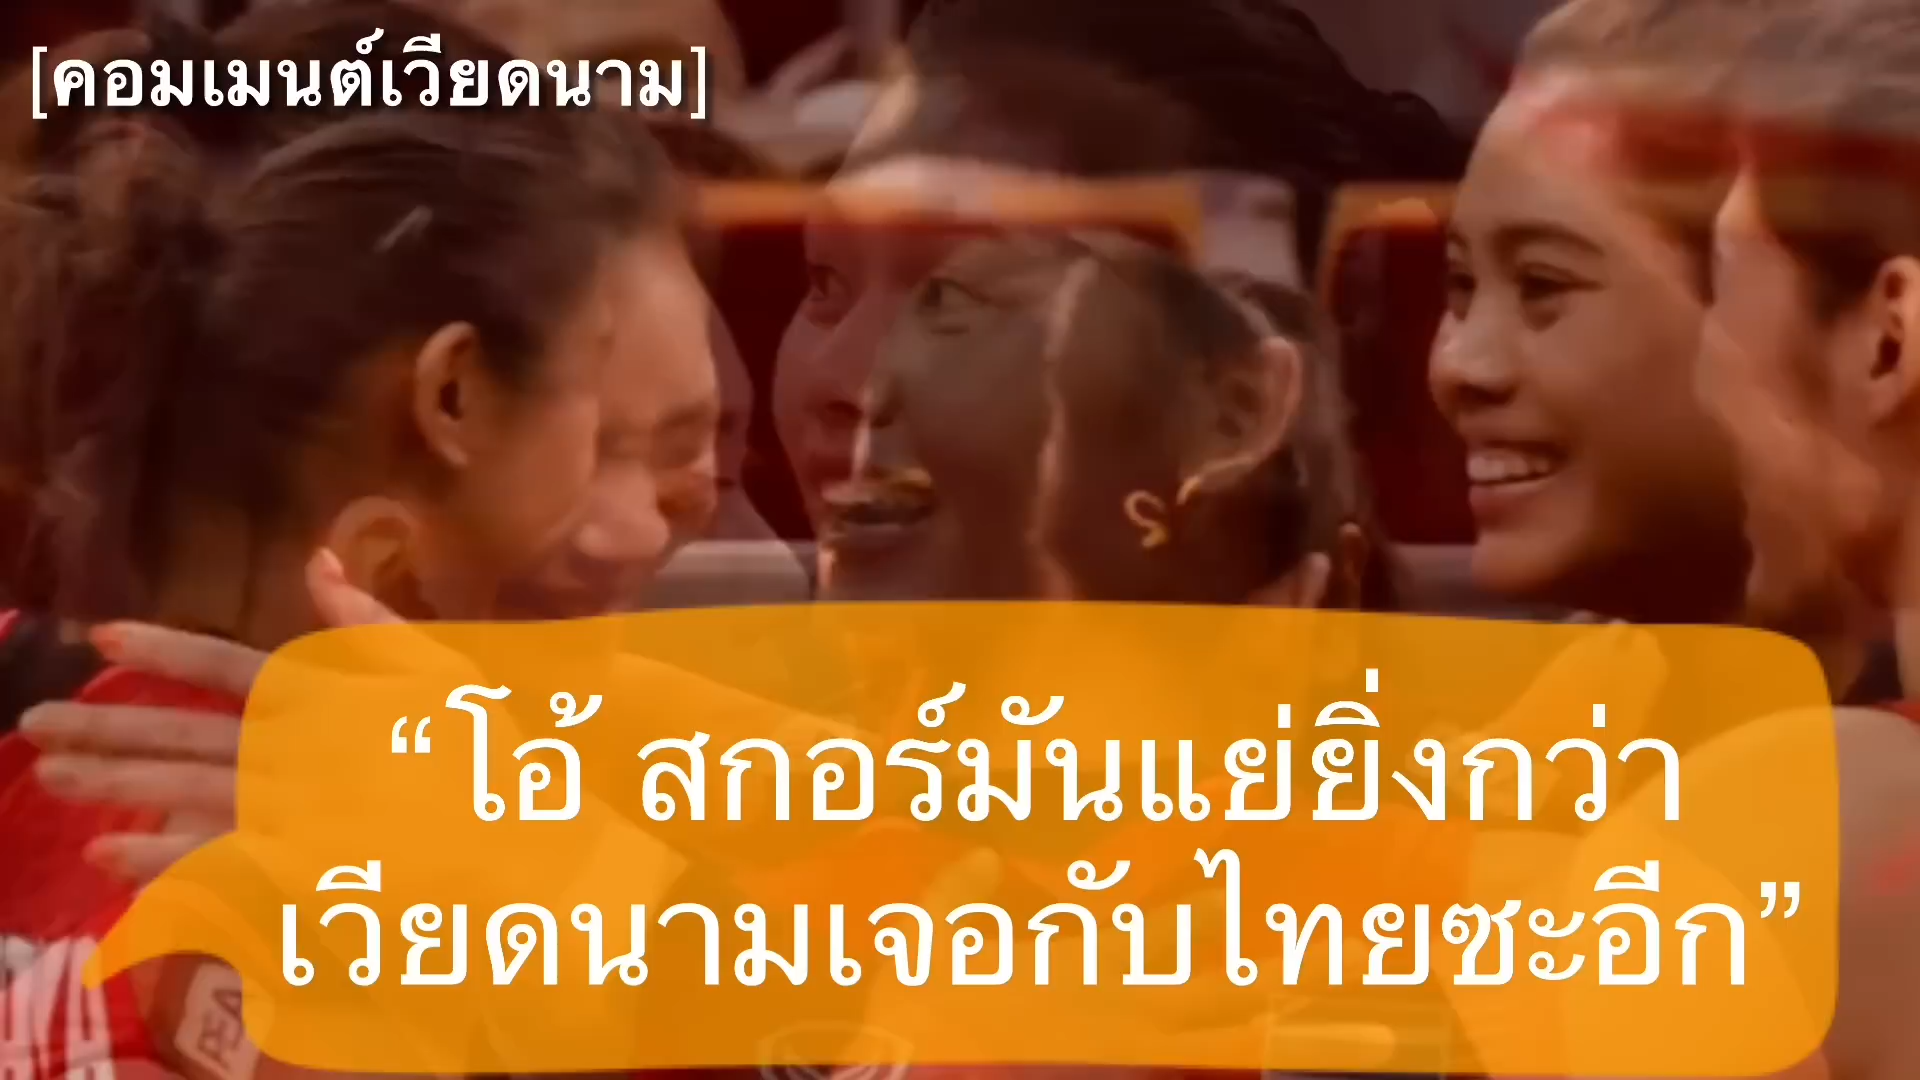 [คอมเมนต์เวียดนาม]
“โอ้ สกอร์มันแย่ยิ่งกว่า
เวียดนามเจอกับไทยซะอีก”
PEA